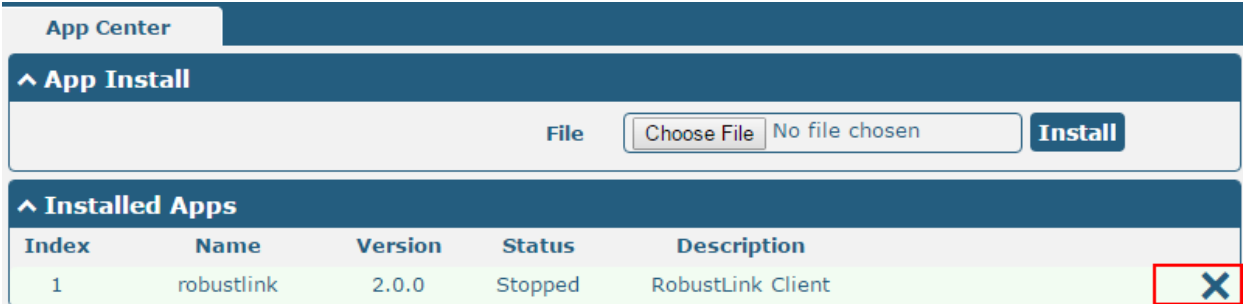 App Center
App Install
File Choose File No file chosen Install
Installed Apps
Index Name Version Status Description
1 robustlink 2.0.0 Stopped RobustLink Client